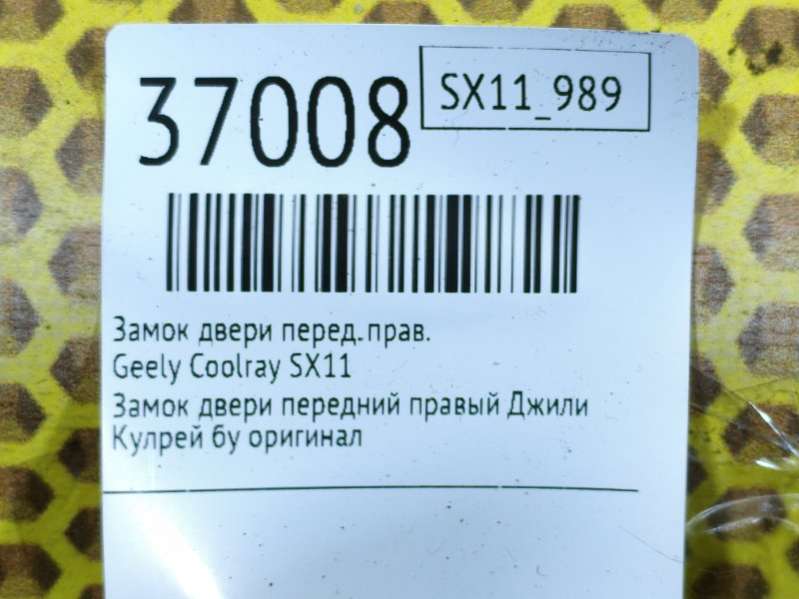 37008
SX11_989
Замок двери перед. прав.
Geely Coolray SX11
Замок двери передний правый Джили
Кулрей бу оригинал